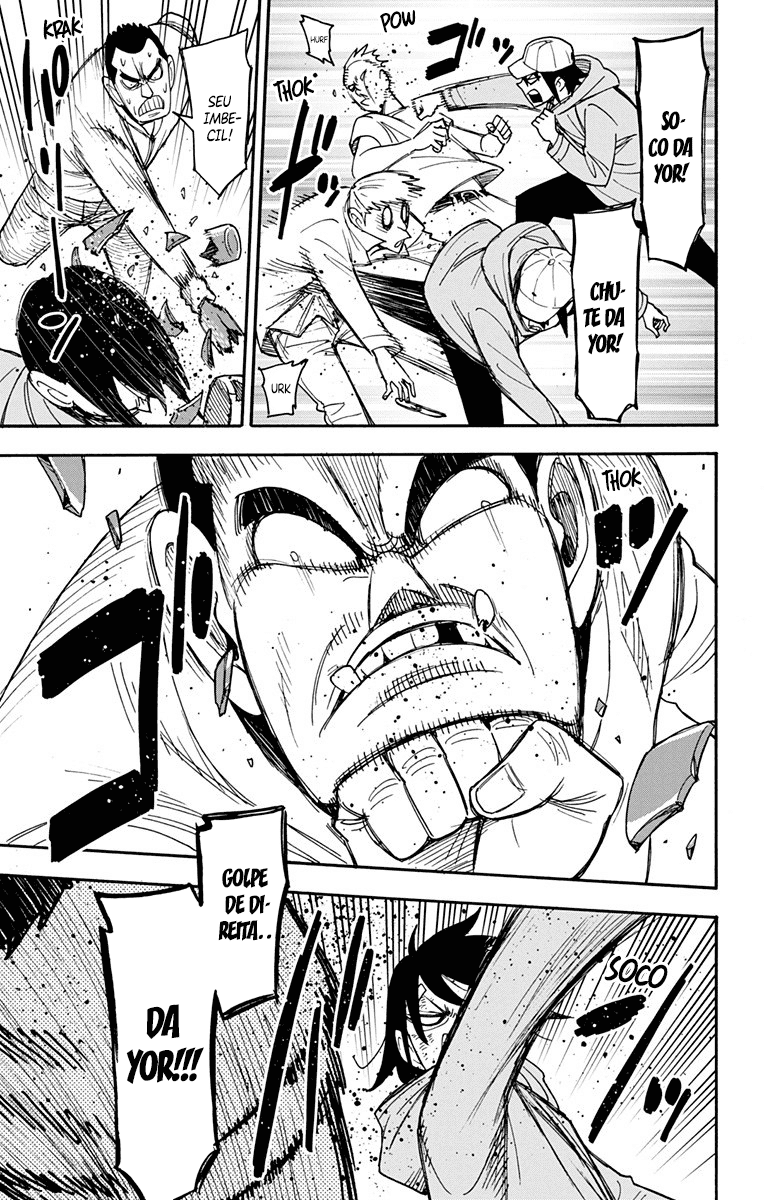 POW
HURF
SO-
CO DA
YOR!
THOK
CHU-
TE DA
YOR!
URK
KRAK
SEU
IMBE-
CIL!
THOK
SOCO
GOLPE
DE DI-
REITA..
DA
YOR!!!